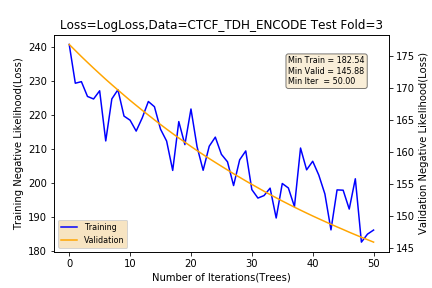 Loss=LogLoss,Data=CTCF_TDH_ENCODE Test Fold=3
Training Negative Likelihood(Loss)
240
230
220
210
200
190
180
Min Train = 182.54
Min Valid = 145.88
Min Iter = 50.00
Training
Validation
175
170
165
160
155
150
145
Validation Negative Likelihood(Loss)
0 10 20 30 40 50
Number of Iterations(Trees)